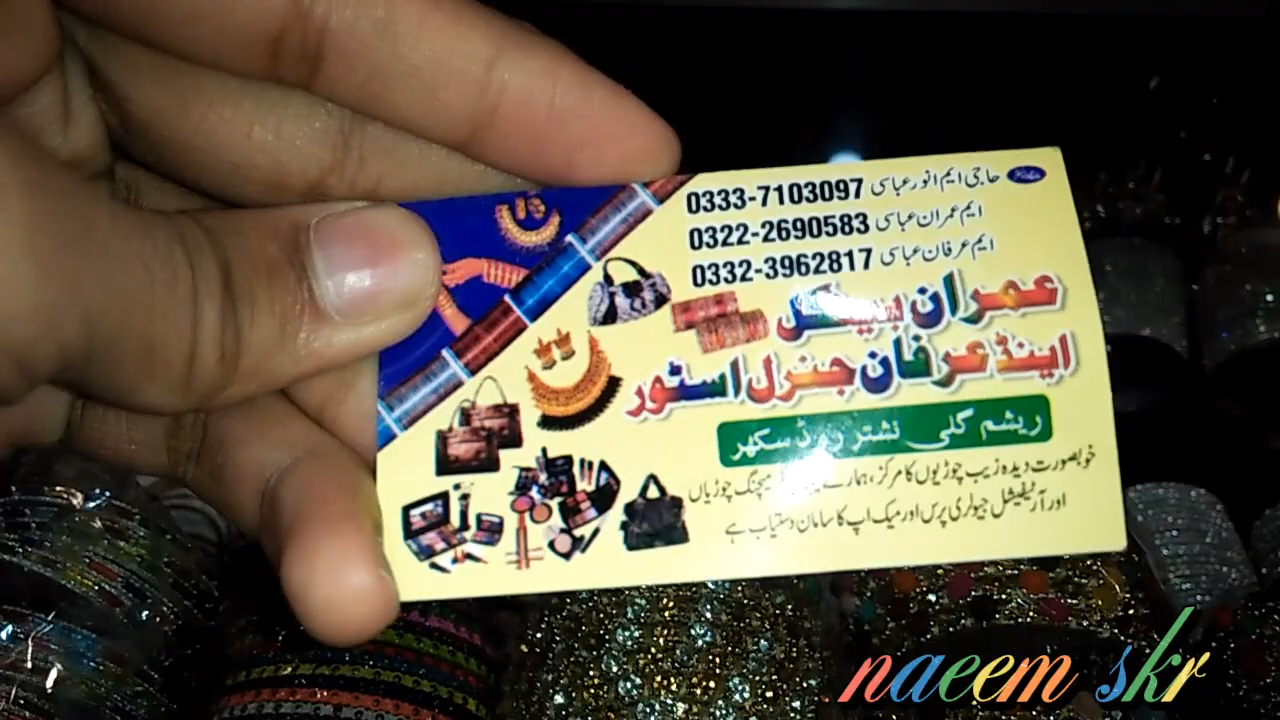 حاجی ایم انور عباسی 0333-7103097
ایم عمران عباسی 0322-2690583
ایم عرفان عباسی 0332-3962817
عمران بینگل
اینڈ عرفان جنرل اسٹور
ریشم گلی نشتر روڈ سکھر
خوبصورت دیدہ زیب چوڑیوں کا مرکز، ہمارے میچنگ چوڑیاں
اور آرٹیفیشل جیولری پرس اور میک اپ کا سامان دستیاب ہے
naeem skr